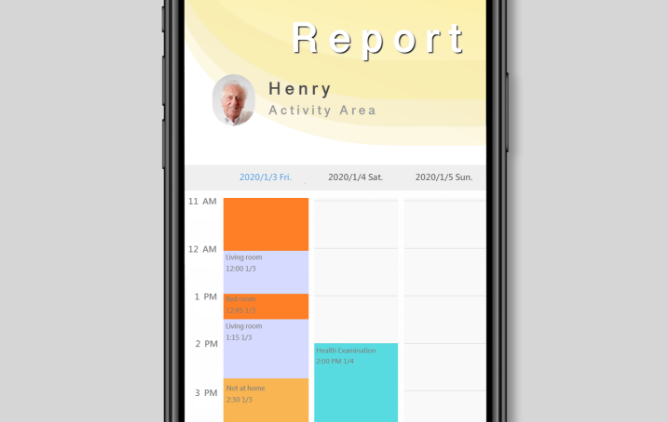 Report
Henry
Activity Area
2020/1/3 Fri.
2020/1/4 Sat.
2020/1/5 Sun.
11 AM
12 AM
Living room
12:00 1/3
1 PM
Bed room
12:05 1/3
Living room
1:15 1/3
2 PM
Health Examination
2:00 PM 1/4
Not at home
2:30 1/3
3 PM